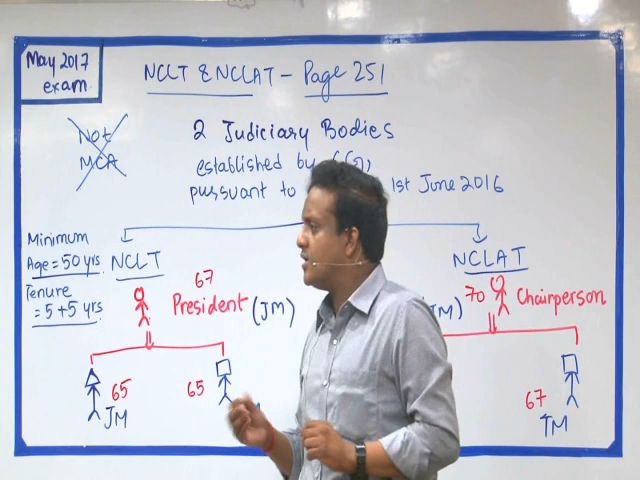 May 2017
exam
NCLT & NCLAT - Page 251
Not
MCA
2 Judiciary Bodies
established by
pursuant to 1st June 2016
Minimum
Age = 50 yrs.
Tenure
= 5+5 yrs.
NCLT
67
President (JM)
65
JM
65
NCLAT
70 Chairperson
67
TM